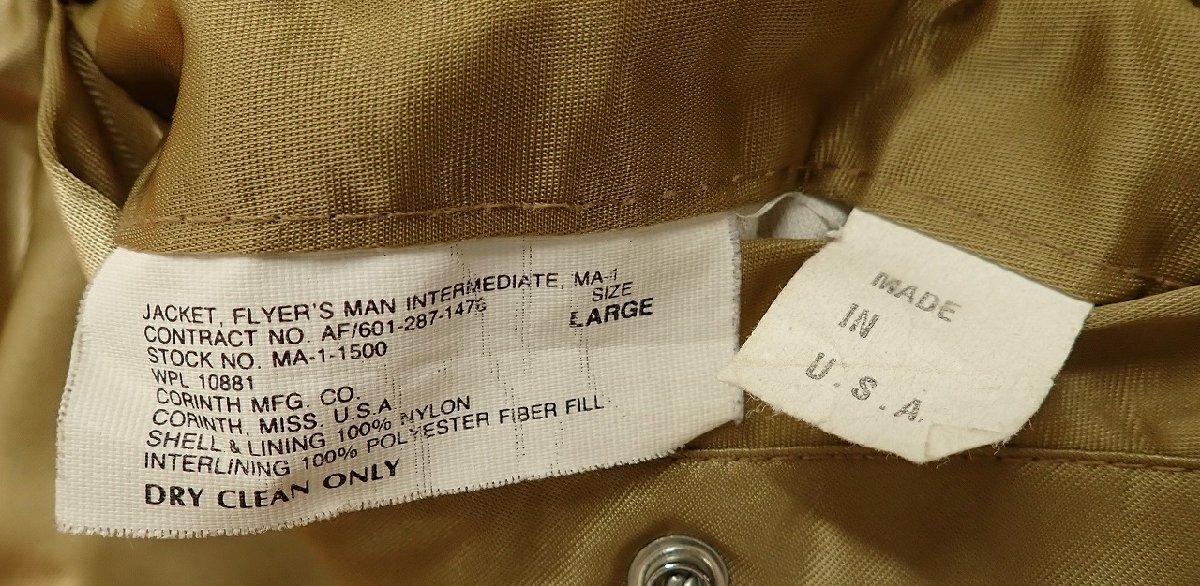 JACKET, FLYER'S MAN INTERMEDIATE, MA-1
CONTRACT NO. AF/601-287-1476
SIZE
LARGE
STOCK NO. MA-1-1500
WPL 10881
CORINTH MFG. CO.
CORINTH, MISS. U.S.A
SHELL & LINING 100% NYLON
INTERLINING 100% POLYESTER FIBER FILL
DRY CLEAN ONLY
MADE
IN
U.S.A.